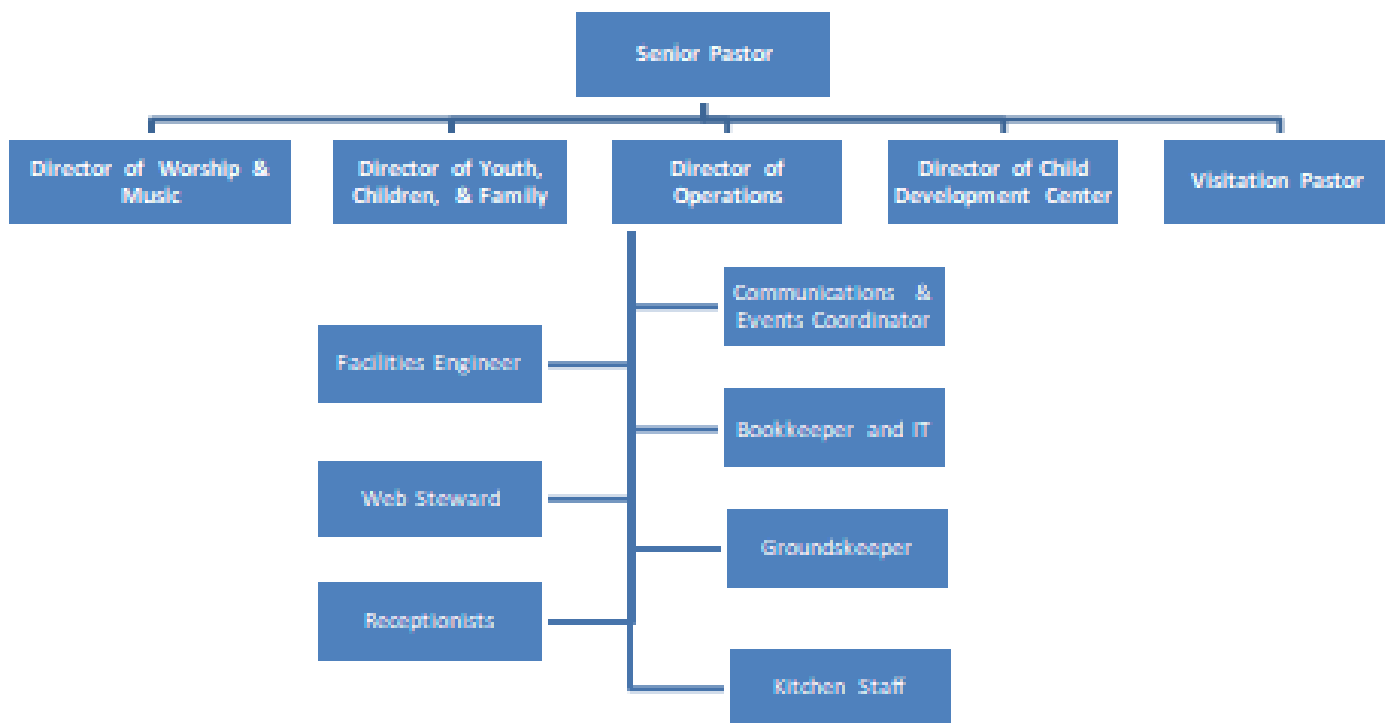 Senior Pastor
Director of Worship &
Music
Director of Youth,
Children, & Family
Director of
Operations
Director of Child
Development Center
Visitation Pastor
Communications &
Events Coordinator
Facilities Engineer
Bookkeeper and IT
Web Steward
Groundskeeper
Receptionists
Kitchen Staff